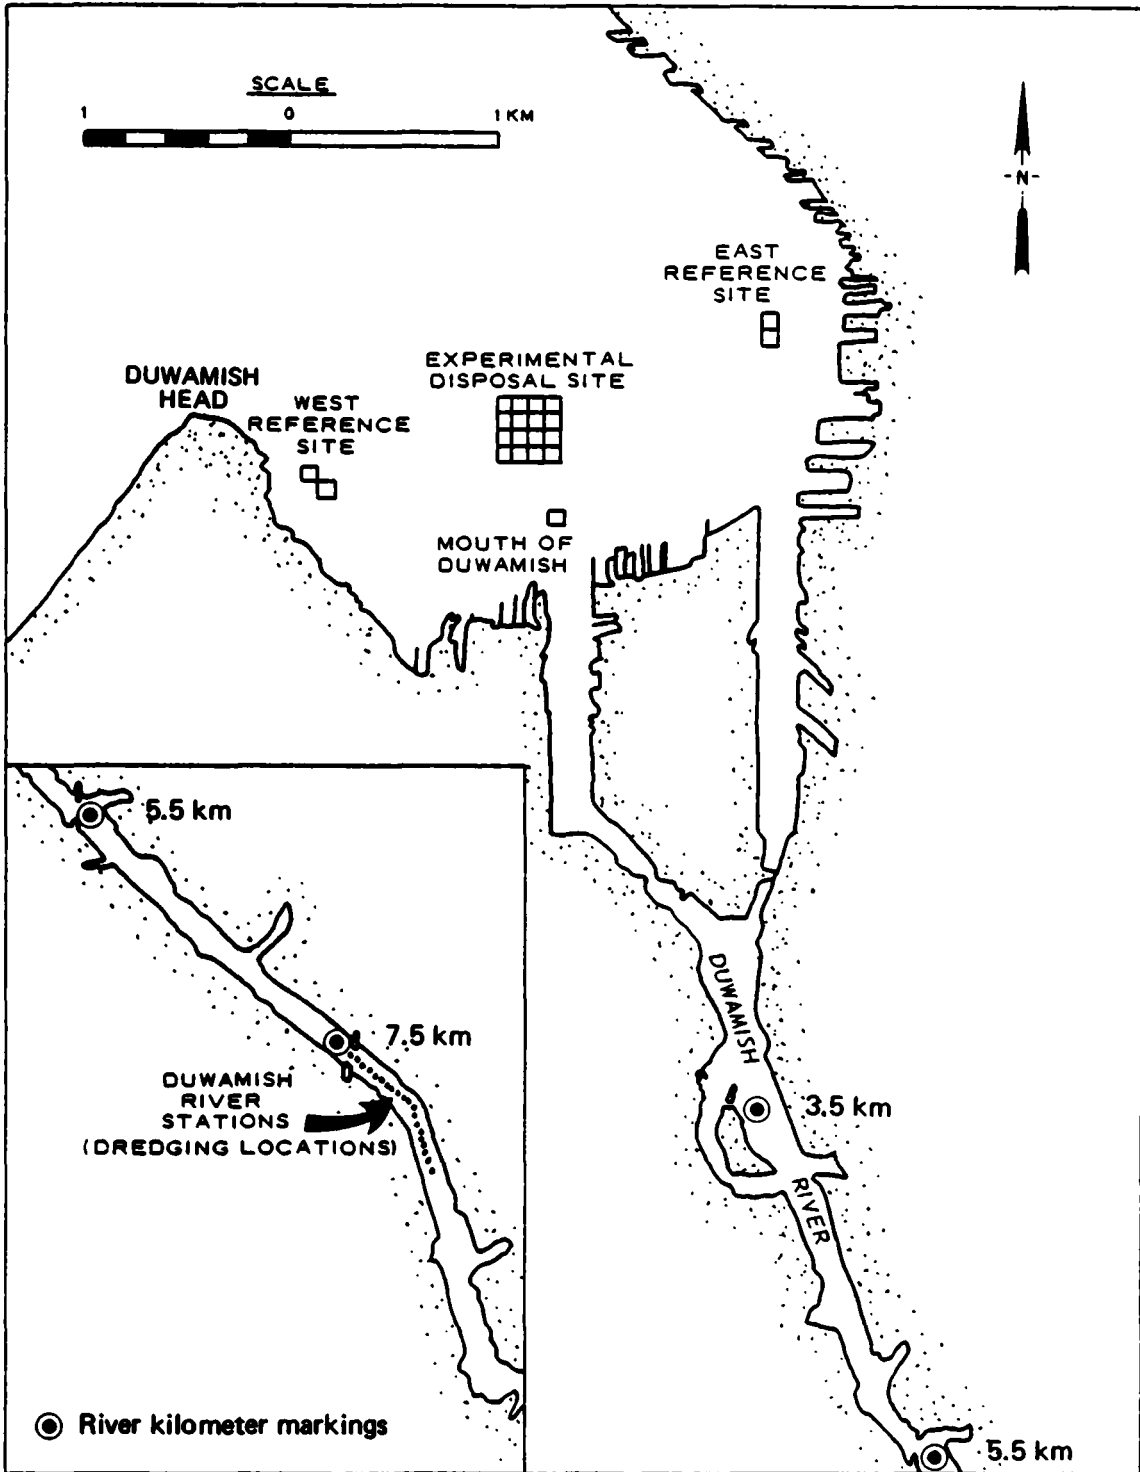 SCALE
1 0 1 KM
-N-
EAST
REFERENCE
SITE
EXPERIMENTAL
DISPOSAL SITE
DUWAMISH
HEAD
WEST
REFERENCE
SITE
MOUTH OF
DUWAMISH
5.5 km
7.5 km
DUWAMISH
RIVER
STATIONS
(DREDGING LOCATIONS)
DUWAMISH
3.5 km
RIVER
River kilometer markings
5.5 km